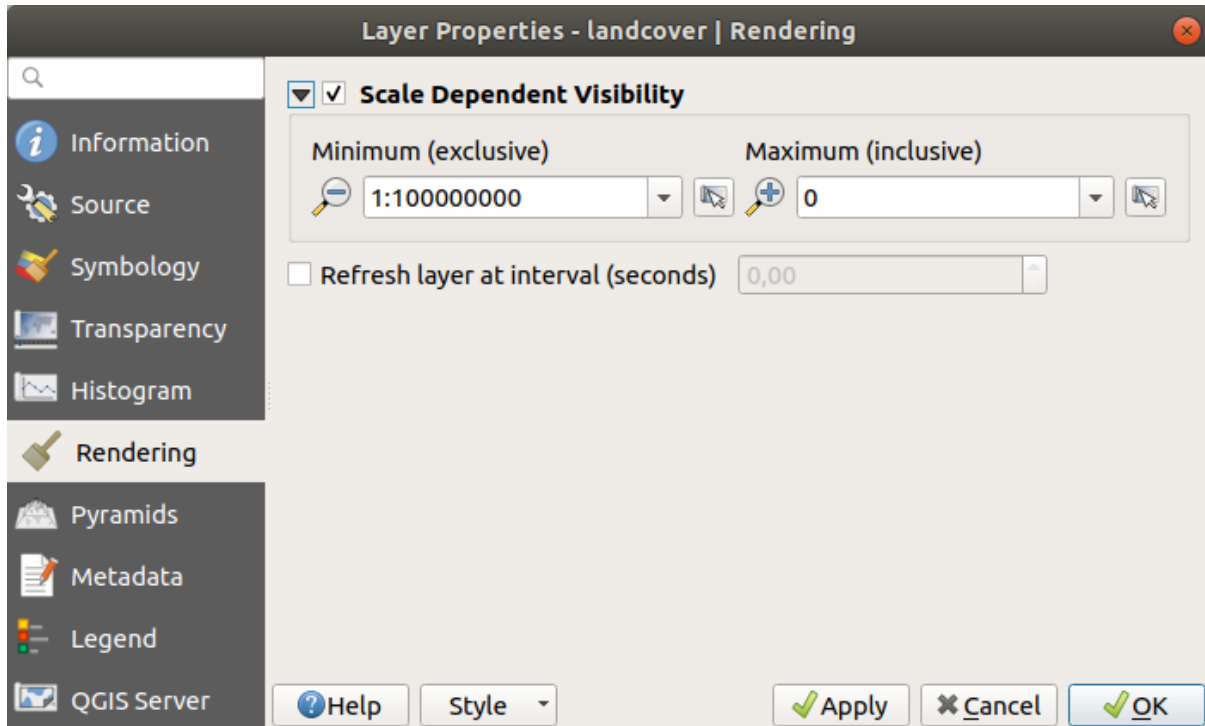 Layer Properties - landcover | Rendering
Information
Source
Symbology
Transparency
Histogram
Rendering
Pyramids
Metadata
Legend
QGIS Server
Scale Dependent Visibility
Minimum (exclusive) Maximum (inclusive)
1:100000000 0
Refresh layer at interval (seconds) 0,00
Help Style Apply Cancel OK